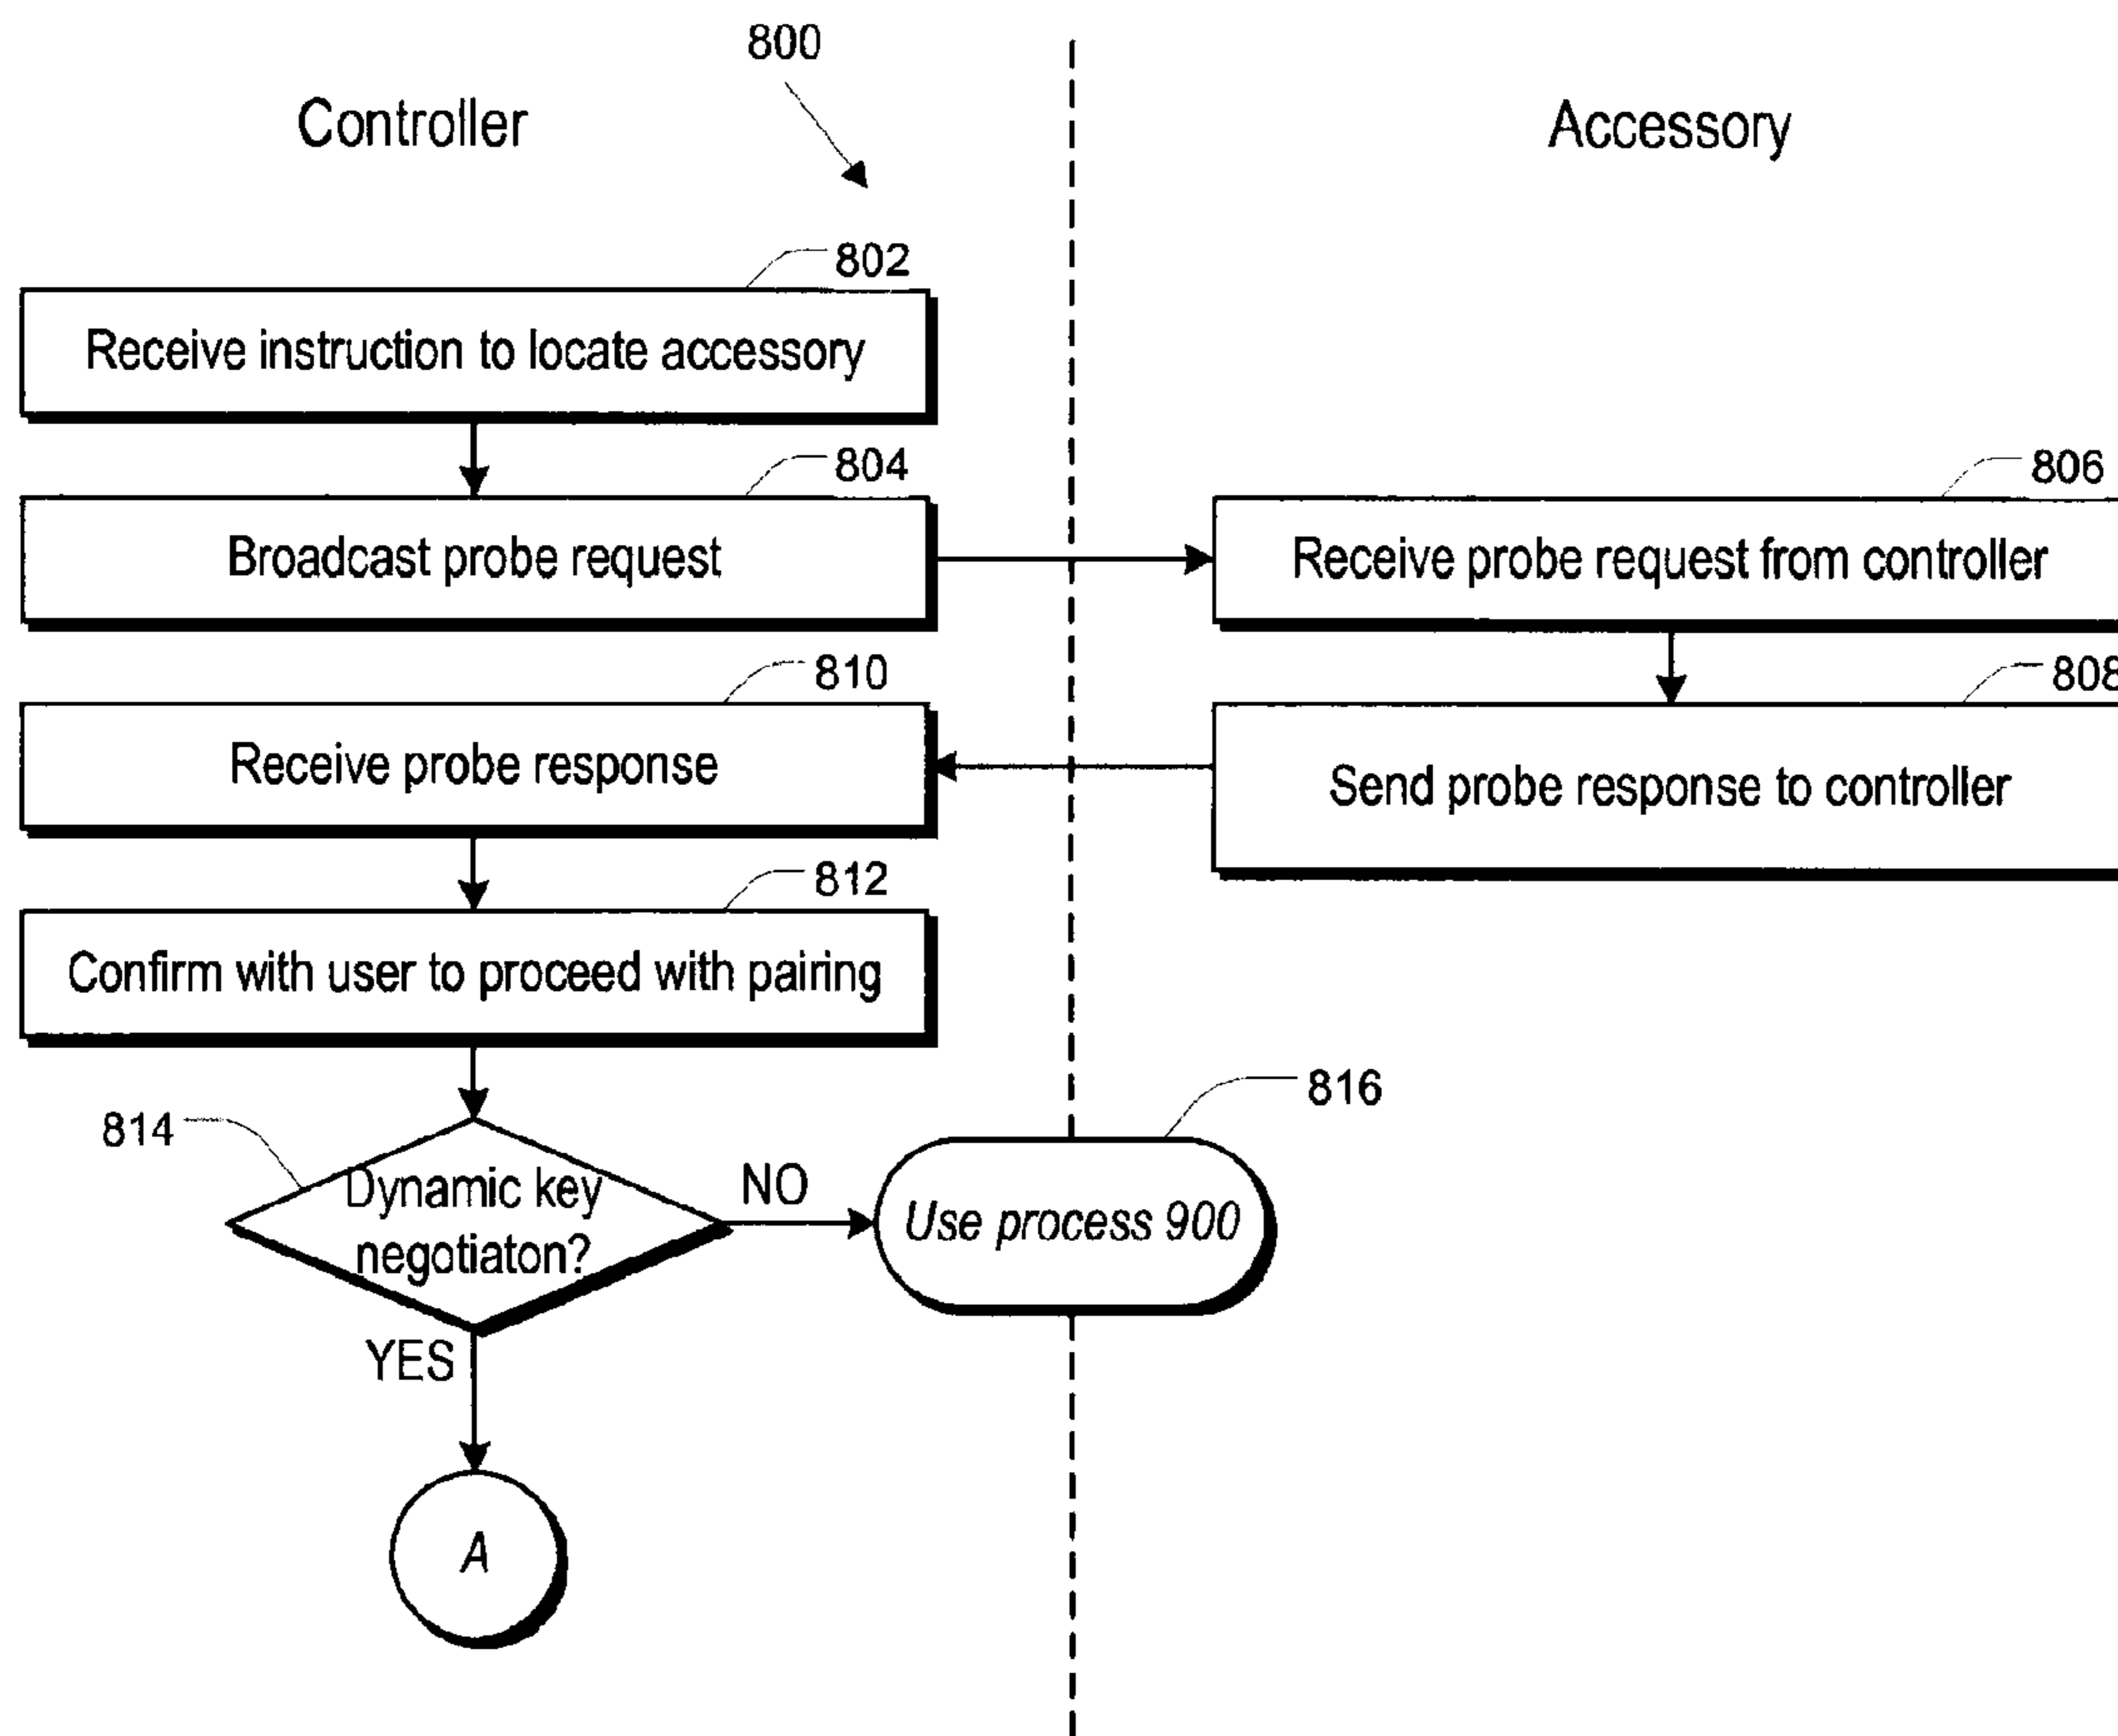 800
Controller
Accessory
802
Receive instruction to locate accessory
804
Broadcast probe request
806
Receive probe request from controller
810
Receive probe response
808
Send probe response to controller
812
Confirm with user to proceed with pairing
814
Dynamic key
negotiaton?
NO
816
Use process 900
YES
A